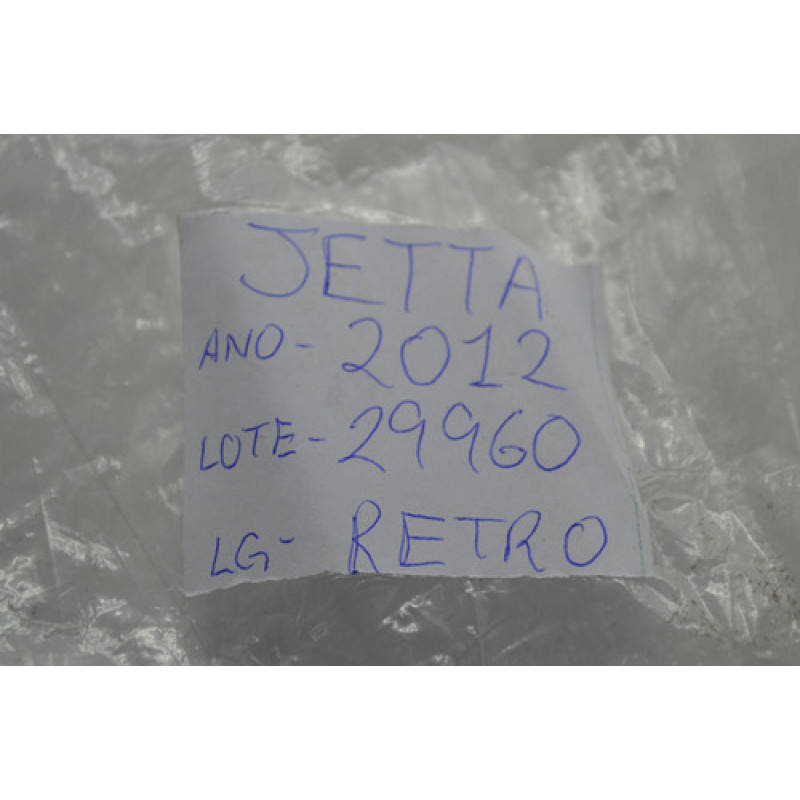 JETTA
ANO - 2012
LOTE - 29960
LG - RETRO